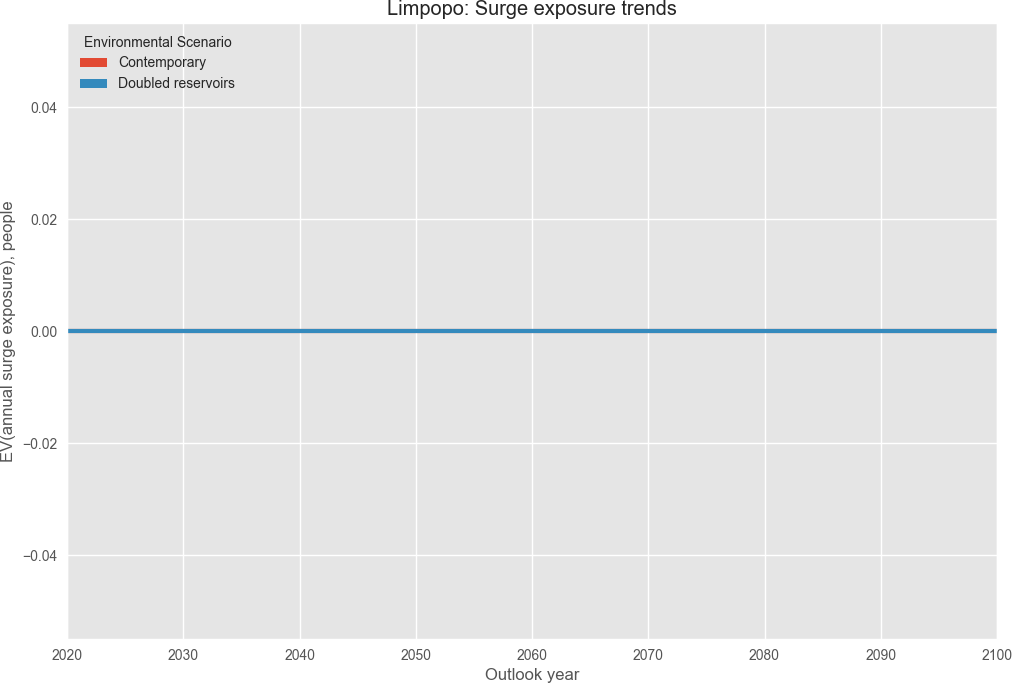 Limpopo: Surge exposure trends
Environmental Scenario
Contemporary
Doubled reservoirs
EV(annual surge exposure), people
0.04
0.02
0.00
−0.02
−0.04
2020 2030 2040 2050 2060 2070 2080 2090 2100
Outlook year